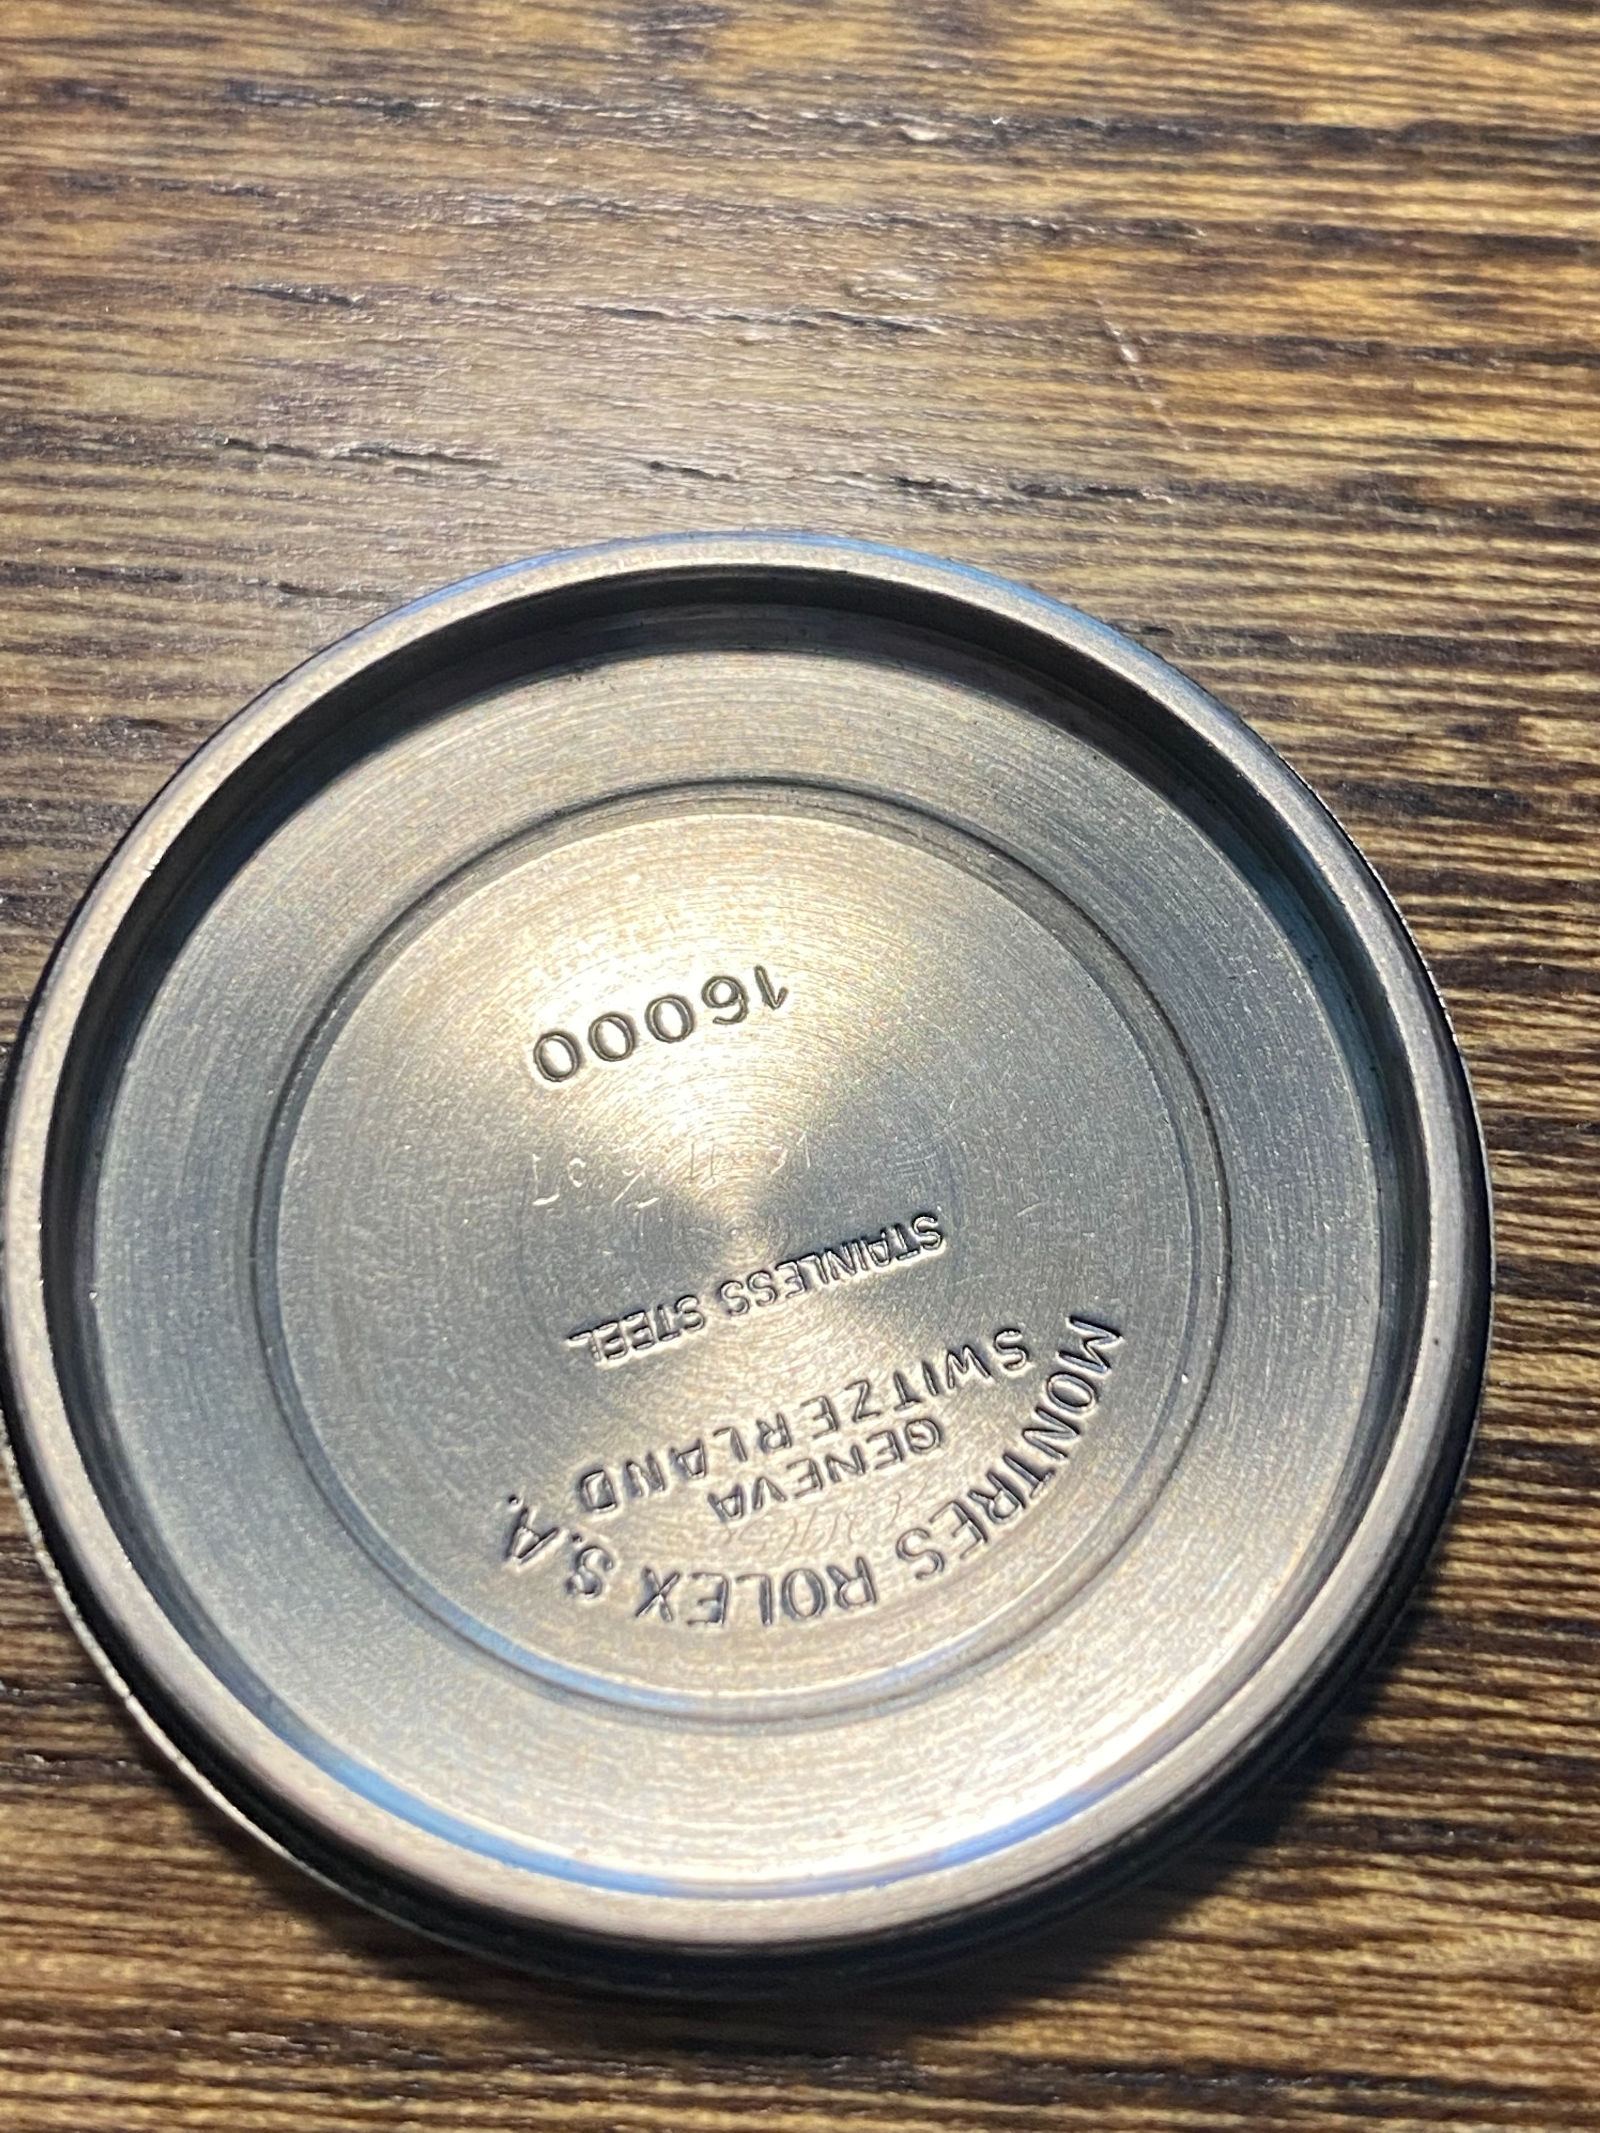 MONTRES ROLEX S.A.
GENEVA
SWITZERLAND
STAINLESS STEEL
16000